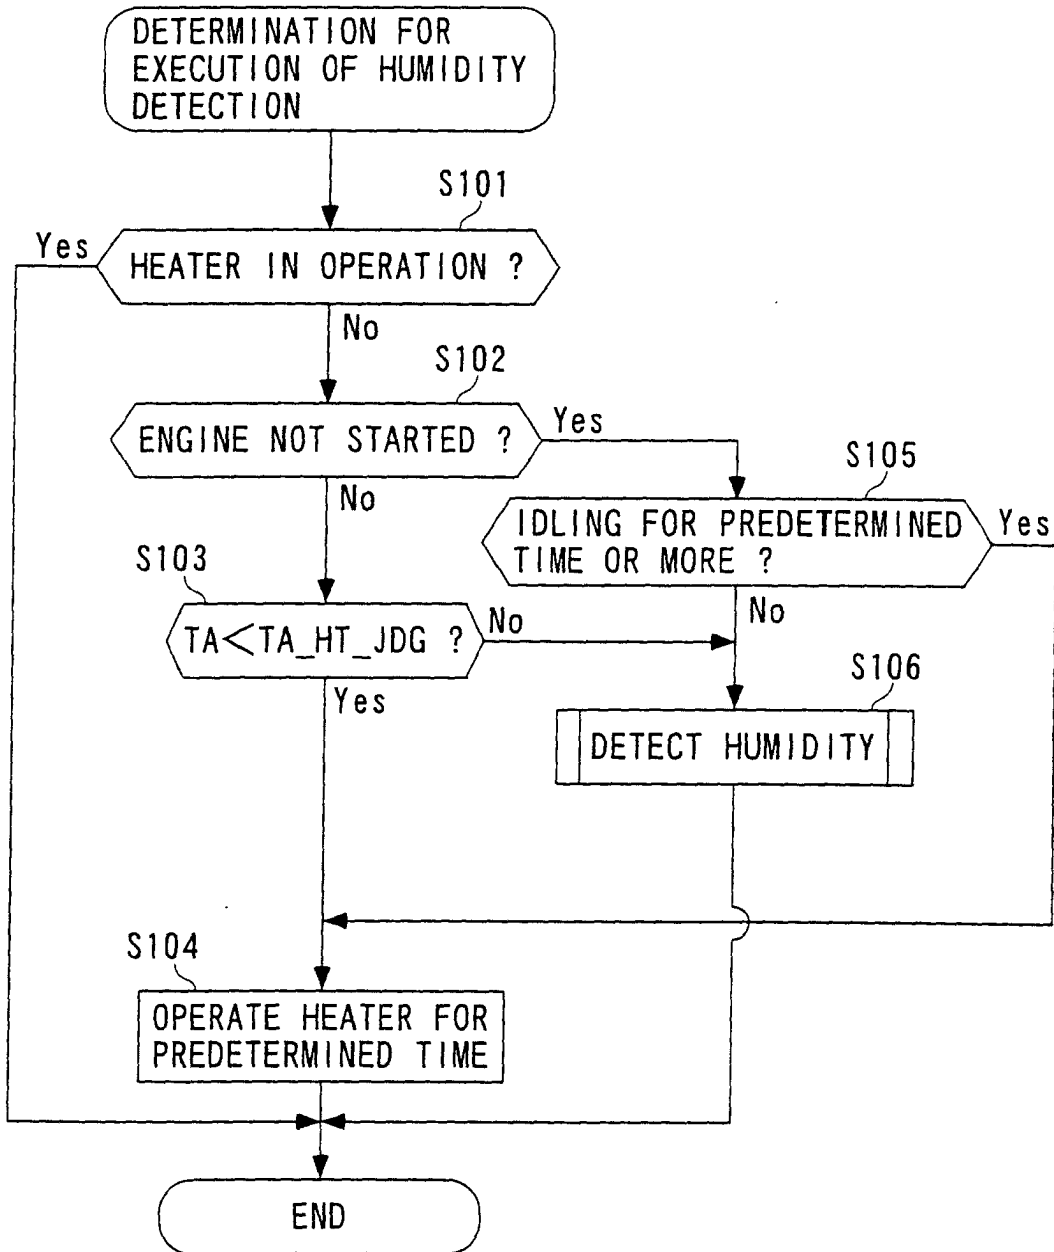 DETERMINATION FOR
EXECUTION OF HUMIDITY
DETECTION
S101
Yes
HEATER IN OPERATION ?
No
S102
ENGINE NOT STARTED ?
Yes
No
S105
IDLING FOR PREDETERMINED
TIME OR MORE ?
Yes
No
S103
TA<TA_HT_JDG ?
No
Yes
S106
DETECT HUMIDITY
S104
OPERATE HEATER FOR
PREDETERMINED TIME
END